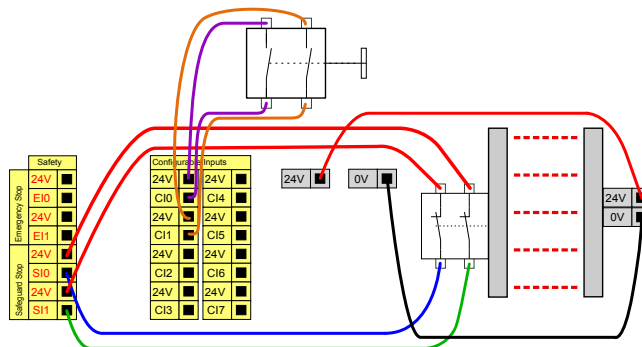 Safety
Emergency Stop
24V
EI0
24V
EI1
Safeguard Stop
24V
SI0
24V
SI1
Configurable Inputs
24V
CI0
24V
CI1
24V
CI2
24V
CI3
24V
CI4
24V
CI5
24V
CI6
24V
CI7
24V
0V
24V
0V